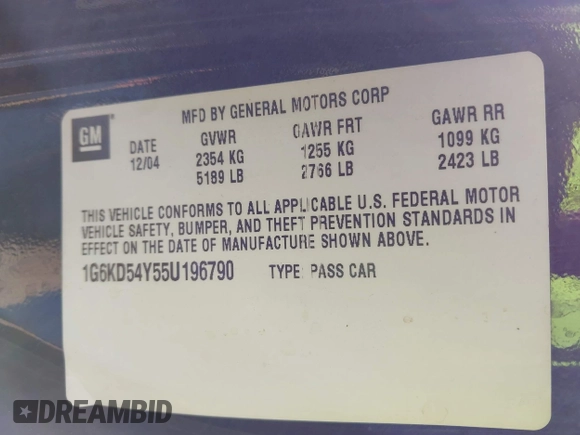 MFD BY GENERAL MOTORS CORP
GM
DATE GVWR GAWR FRT GAWR RR
12/04 2354 KG 1255 KG 1099 KG
5189 LB 2766 LB 2423 LB
THIS VEHICLE CONFORMS TO ALL APPLICABLE U.S. FEDERAL MOTOR
VEHICLE SAFETY, BUMPER, AND THEFT PREVENTION STANDARDS IN
EFFECT ON THE DATE OF MANUFACTURE SHOWN ABOVE.
1G6KD54Y55U196790 TYPE: PASS CAR
DREAMBID